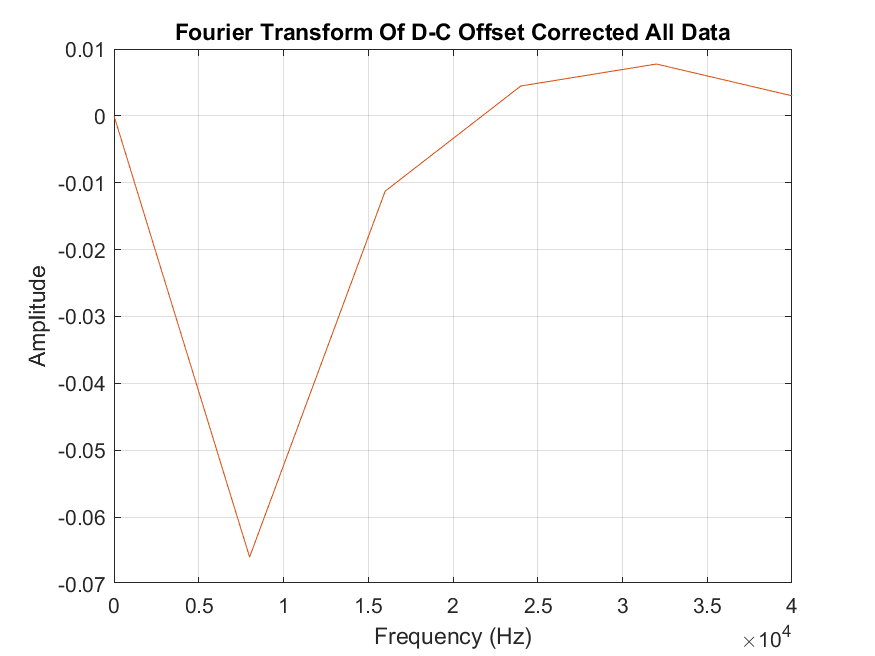 Fourier Transform Of D-C Offset Corrected All Data
0.01
0
-0.01
-0.02
-0.03
-0.04
-0.05
-0.06
-0.07
Amplitude
0 0.5 1 1.5 2 2.5 3 3.5 4
Frequency (Hz)
×10⁴